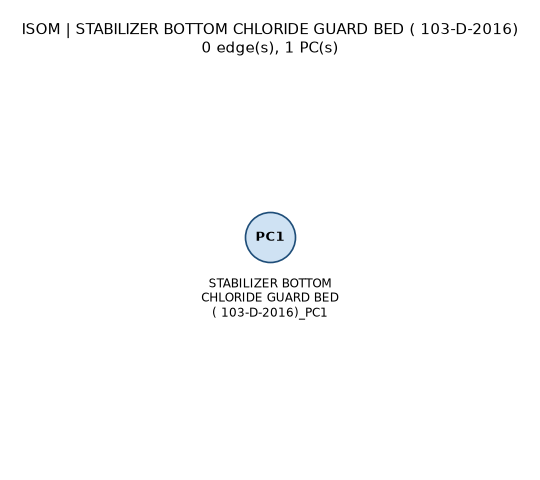 ISOM | STABILIZER BOTTOM CHLORIDE GUARD BED ( 103-D-2016)
0 edge(s), 1 PC(s)
PC1
STABILIZER BOTTOM
CHLORIDE GUARD BED
( 103-D-2016)_PC1